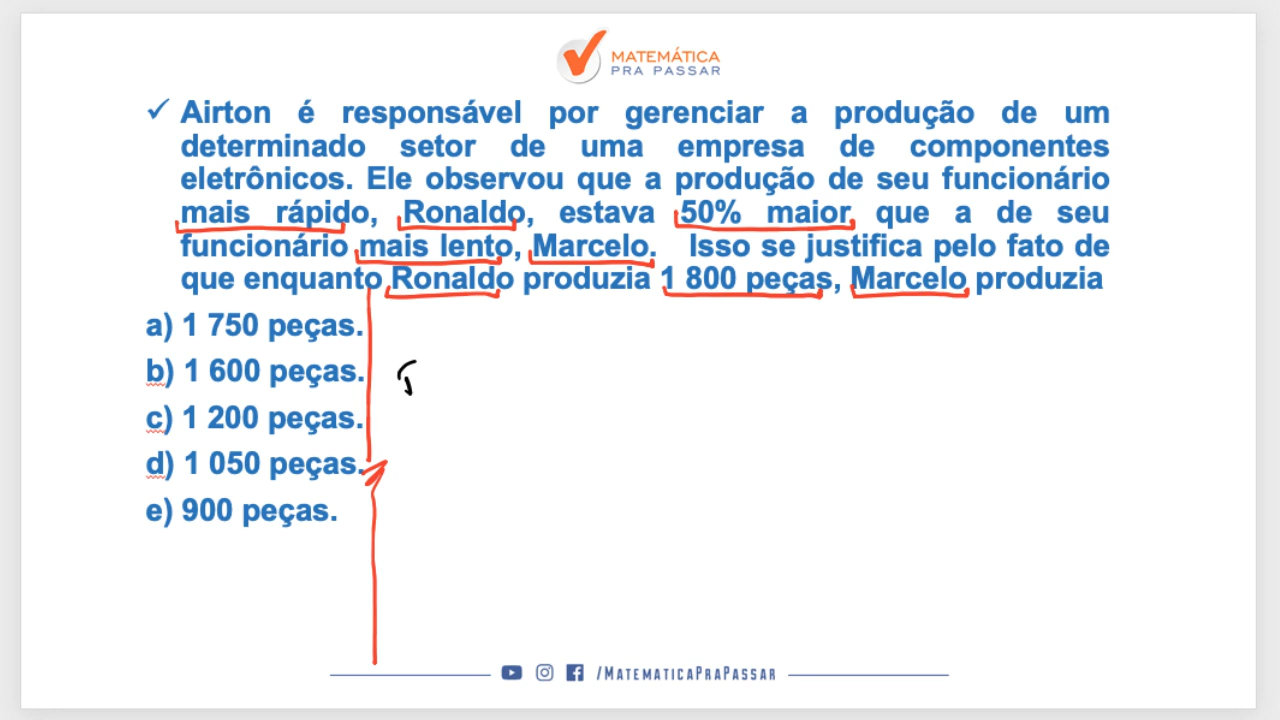 MATEMÁTICA
PRA PASSAR
✓ Airton é responsável por gerenciar a produção de um
determinado setor de uma empresa de componentes
eletrônicos. Ele observou que a produção de seu funcionário
mais rápido, Ronaldo, estava 50% maior que a de seu
funcionário mais lento, Marcelo. Isso se justifica pelo fato de
que enquanto Ronaldo produzia 1 800 peças, Marcelo produzia
a) 1 750 peças.
b) 1 600 peças.
c) 1 200 peças.
d) 1 050 peças.
e) 900 peças.
/MATEMATICAPRAPASSAR